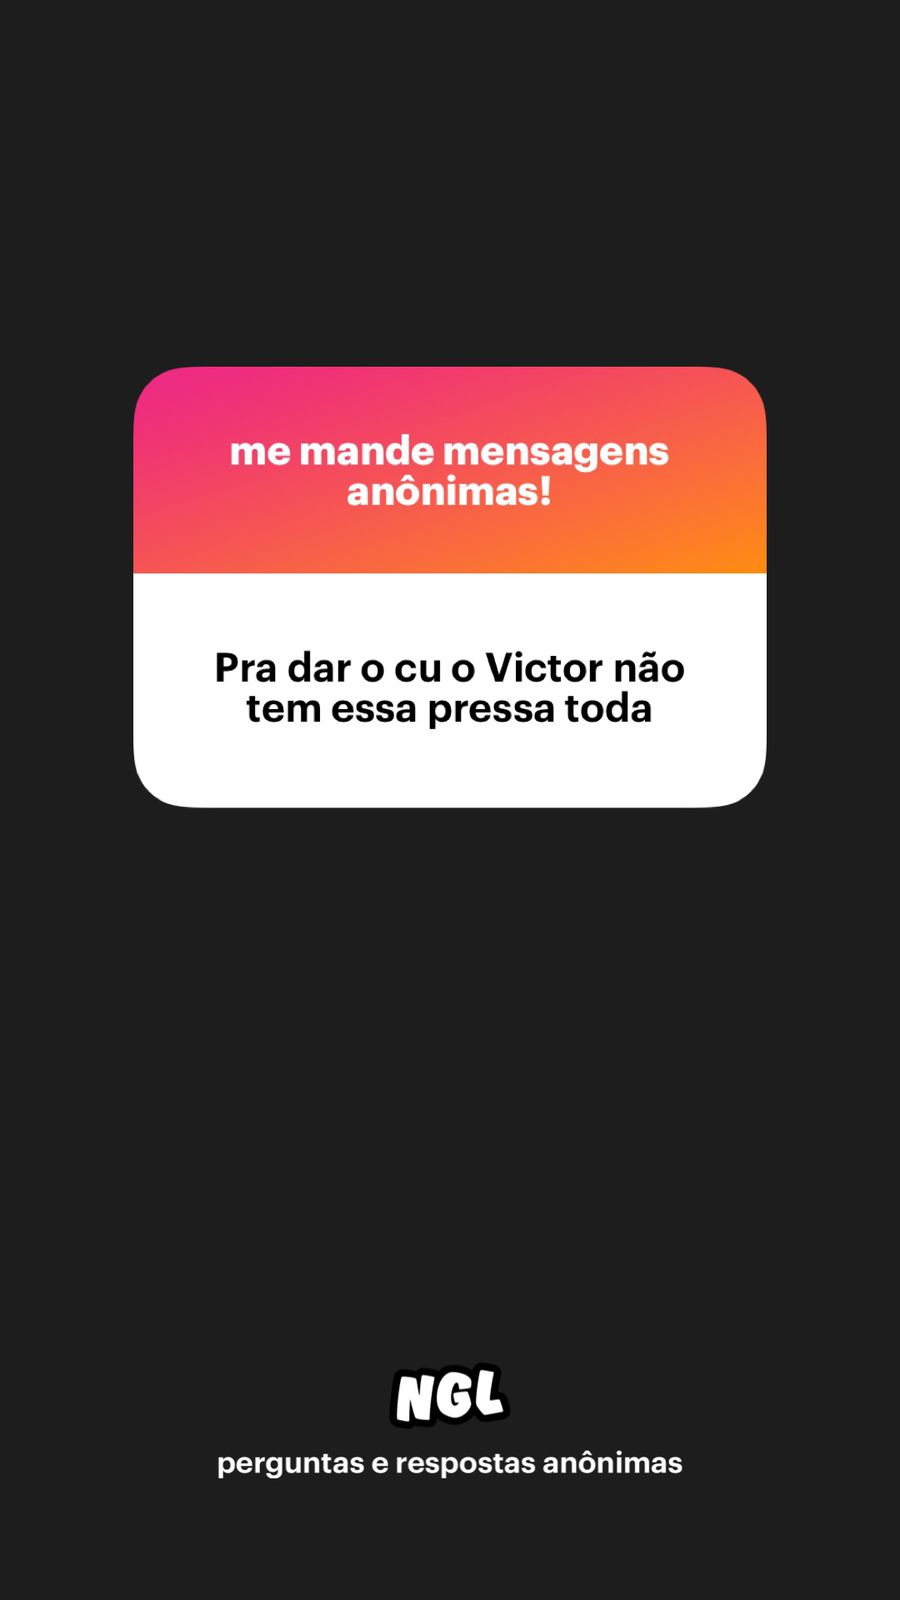 me mande mensagens
anônimas!
Pra dar o cu o Victor não
tem essa pressa toda
NGL
perguntas e respostas anônimas